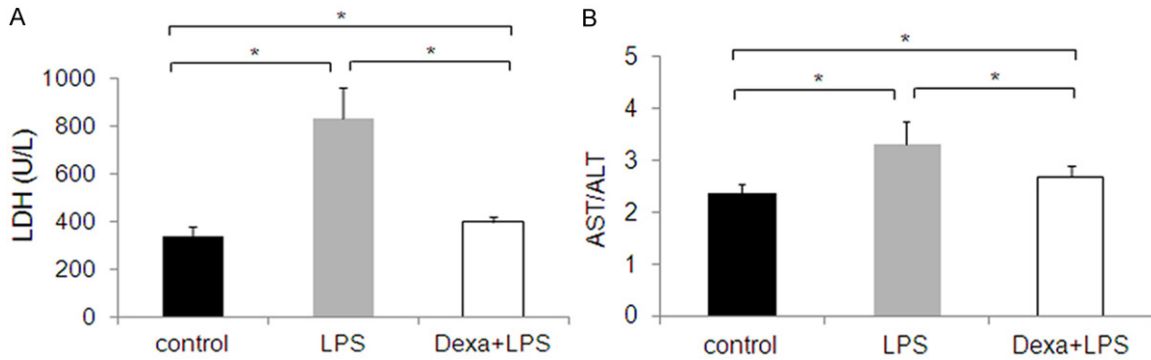 A
*
*
*
LDH (U/L)
1000
800
600
400
200
0
control
LPS
Dexa+LPS
B
*
*
*
AST/ALT
5
4
3
2
1
0
control
LPS
Dexa+LPS